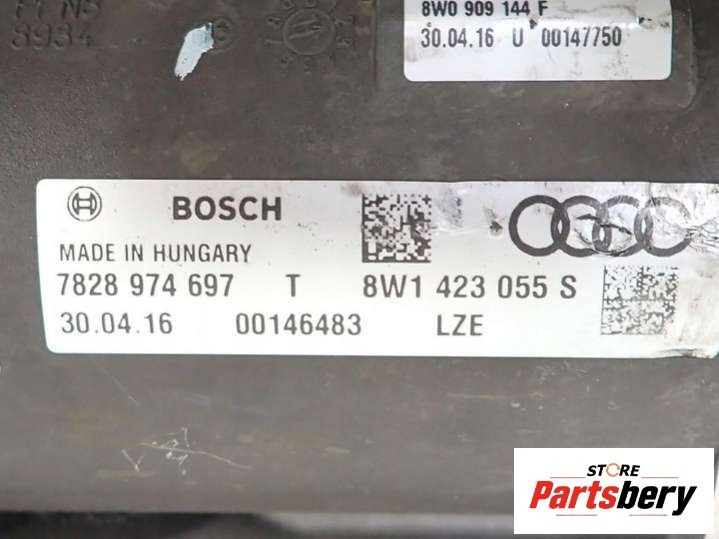 8934
8W0 909 144 F
30.04.16 U 00147750
BOSCH
MADE IN HUNGARY
7828 974 697 T 8W1 423 055 S
30.04.16 00146483 LZE
STORE
Partsbery